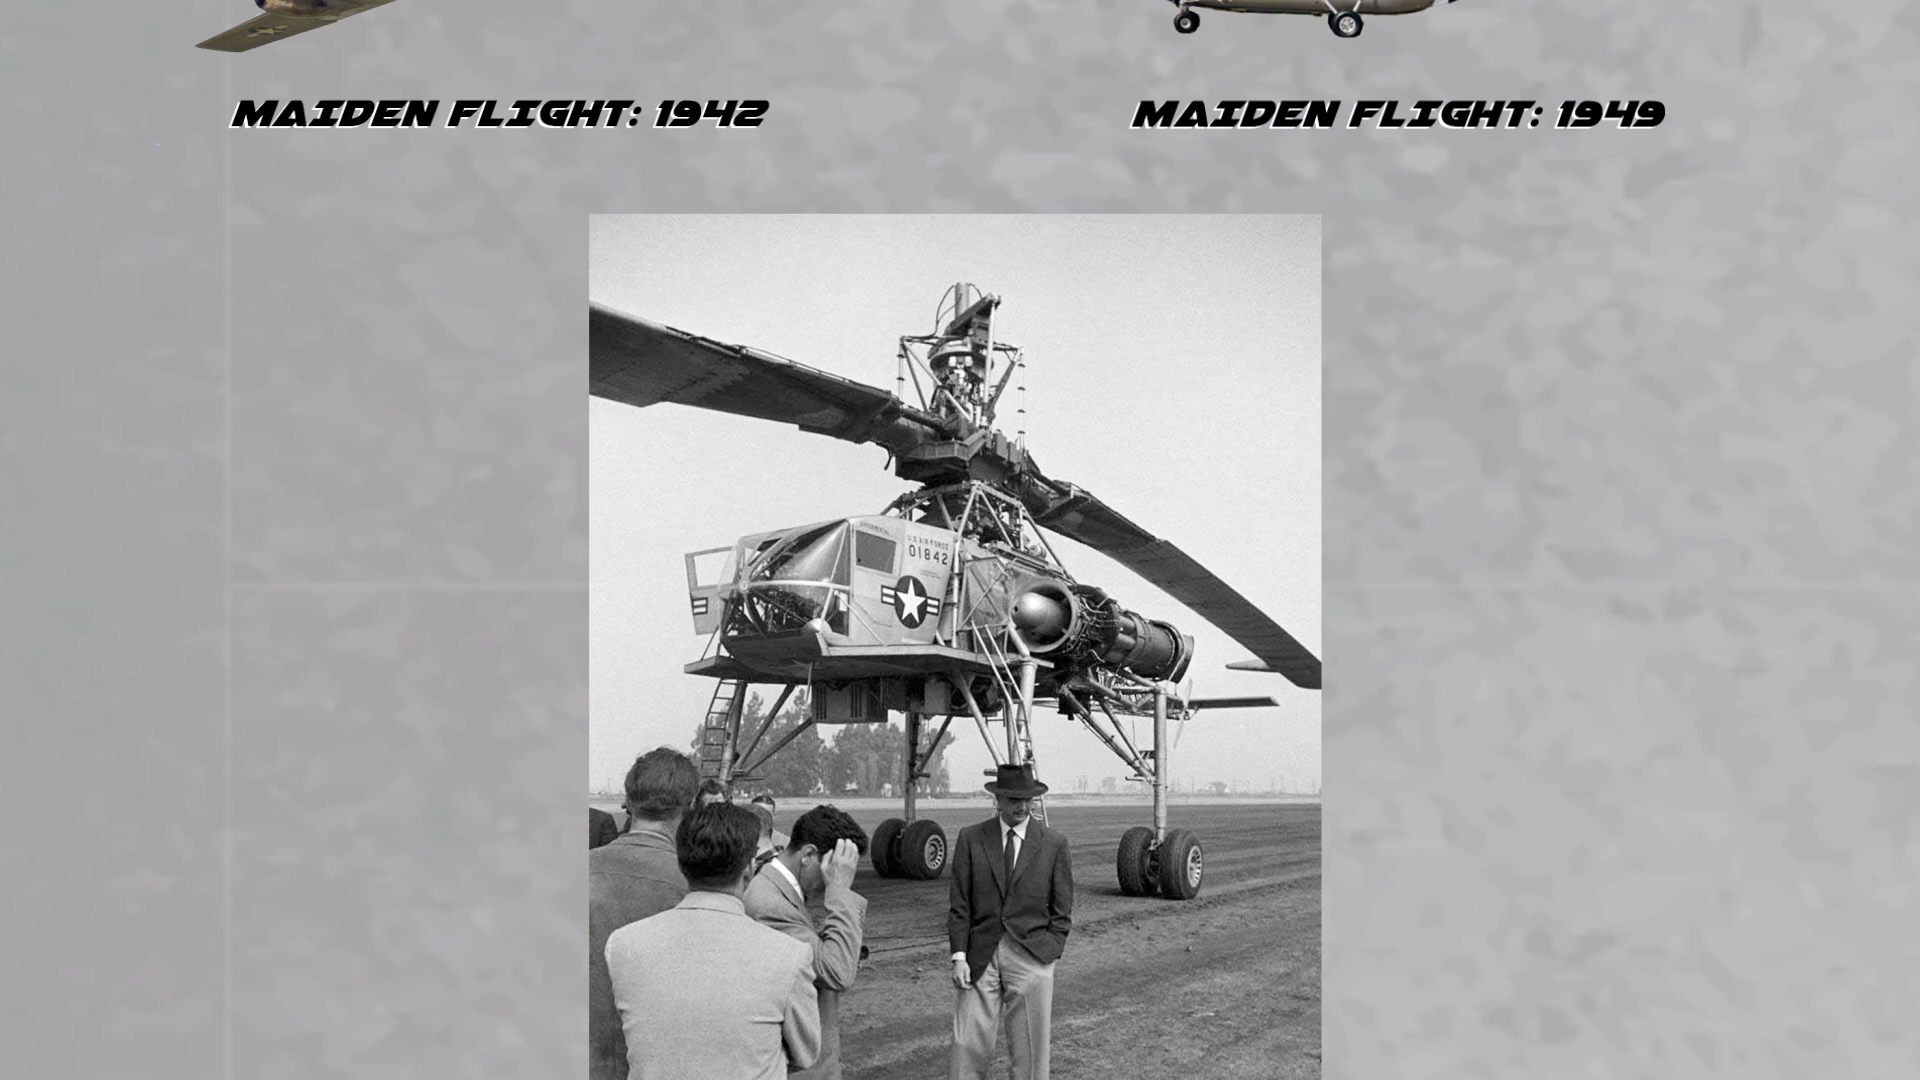 MAIDEN FLIGHT: 1942
MAIDEN FLIGHT: 1949
U.S. AIR FORCE
01842